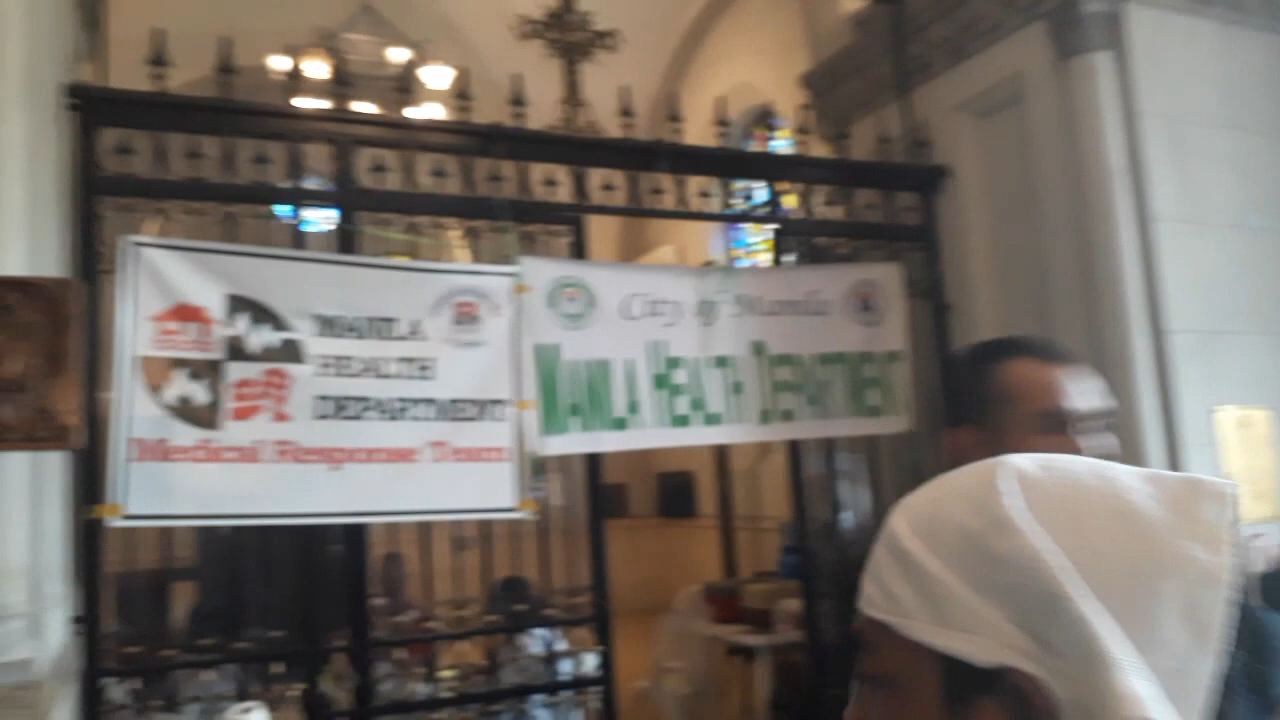 MANILA
HEALTH
DEPARTMENT
Medical Response Team
City of Manila
MANILA HEALTH DEPARTMENT